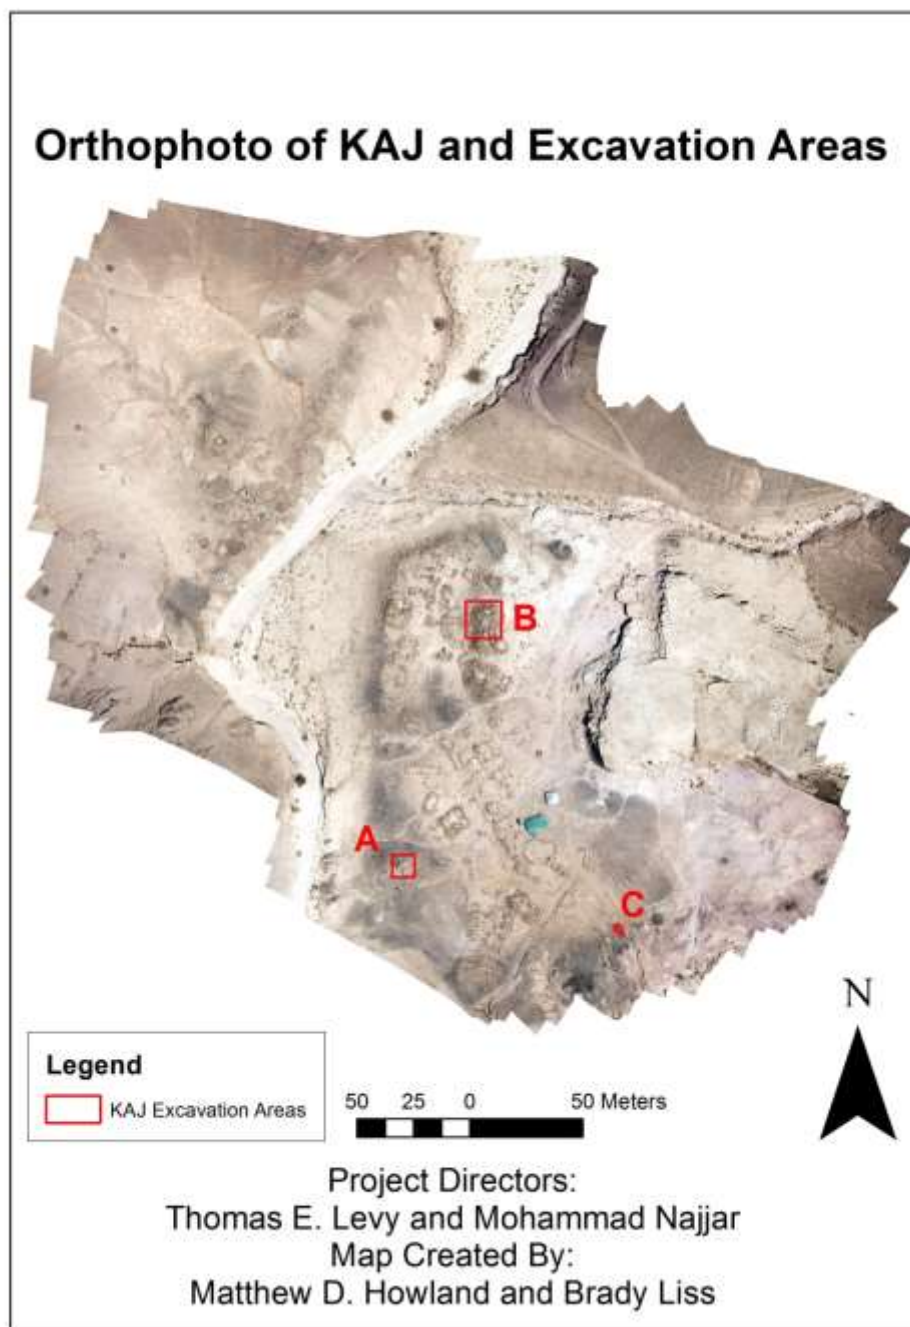 Orthophoto of KAJ and Excavation Areas
B
A
C
N
Legend
KAJ Excavation Areas
50 25 0 50 Meters
Project Directors:
Thomas E. Levy and Mohammad Najjar
Map Created By:
Matthew D. Howland and Brady Liss